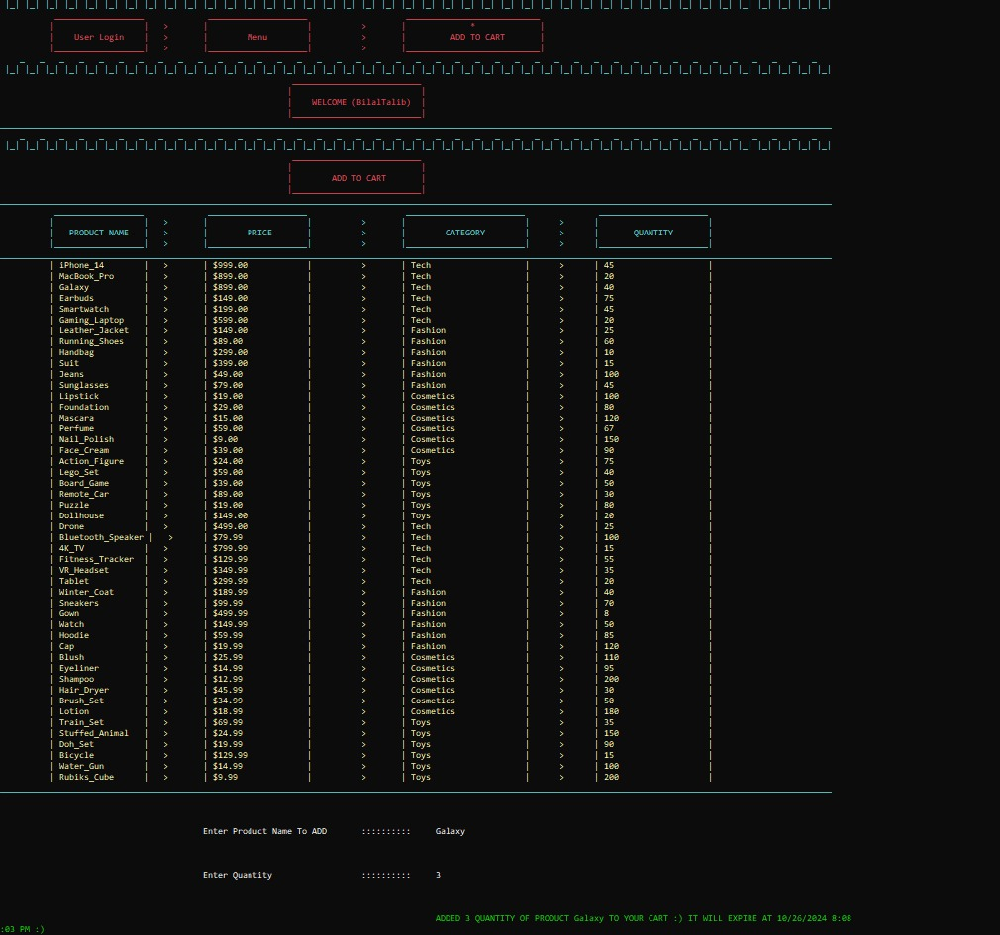 User Login > Menu > ADD TO CART
WELCOME (BilalTalib)
ADD TO CART
PRODUCT NAME > PRICE > CATEGORY > QUANTITY
| iPhone_14 | > | $999.00 | > | Tech | > | 45 |
| MacBook_Pro | > | $899.00 | > | Tech | > | 20 |
| Galaxy | > | $899.00 | > | Tech | > | 40 |
| Earbuds | > | $149.00 | > | Tech | > | 75 |
| Smartwatch | > | $199.00 | > | Tech | > | 45 |
| Gaming_Laptop | > | $599.00 | > | Tech | > | 20 |
| Leather_Jacket | > | $149.00 | > | Fashion | > | 25 |
| Running_Shoes | > | $89.00 | > | Fashion | > | 60 |
| Handbag | > | $299.00 | > | Fashion | > | 10 |
| Suit | > | $399.00 | > | Fashion | > | 15 |
| Jeans | > | $49.00 | > | Fashion | > | 100 |
| Sunglasses | > | $79.00 | > | Fashion | > | 45 |
| Lipstick | > | $19.00 | > | Cosmetics | > | 100 |
| Foundation | > | $29.00 | > | Cosmetics | > | 80 |
| Mascara | > | $15.00 | > | Cosmetics | > | 120 |
| Perfume | > | $59.00 | > | Cosmetics | > | 67 |
| Nail_Polish | > | $9.00 | > | Cosmetics | > | 150 |
| Face_Cream | > | $39.00 | > | Cosmetics | > | 90 |
| Action_Figure | > | $24.00 | > | Toys | > | 75 |
| Lego_Set | > | $59.00 | > | Toys | > | 40 |
| Board_Game | > | $39.00 | > | Toys | > | 50 |
| Remote_Car | > | $89.00 | > | Toys | > | 30 |
| Puzzle | > | $19.00 | > | Toys | > | 80 |
| Dollhouse | > | $149.00 | > | Toys | > | 20 |
| Drone | > | $499.00 | > | Tech | > | 25 |
| Bluetooth_Speaker | > | $79.99 | > | Tech | > | 100 |
| 4K_TV | > | $799.99 | > | Tech | > | 15 |
| Fitness_Tracker | > | $129.99 | > | Tech | > | 55 |
| VR_Headset | > | $349.99 | > | Tech | > | 35 |
| Tablet | > | $299.99 | > | Tech | > | 20 |
| Winter_Coat | > | $189.99 | > | Fashion | > | 40 |
| Sneakers | > | $99.99 | > | Fashion | > | 70 |
| Gown | > | $499.99 | > | Fashion | > | 8 |
| Watch | > | $149.99 | > | Fashion | > | 50 |
| Hoodie | > | $59.99 | > | Fashion | > | 85 |
| Cap | > | $19.99 | > | Fashion | > | 120 |
| Blush | > | $25.99 | > | Cosmetics | > | 110 |
| Eyeliner | > | $14.99 | > | Cosmetics | > | 95 |
| Shampoo | > | $12.99 | > | Cosmetics | > | 200 |
| Hair_Dryer | > | $45.99 | > | Cosmetics | > | 30 |
| Brush_Set | > | $34.99 | > | Cosmetics | > | 50 |
| Lotion | > | $18.99 | > | Cosmetics | > | 180 |
| Train_Set | > | $69.99 | > | Toys | > | 35 |
| Stuffed_Animal | > | $24.99 | > | Toys | > | 150 |
| Doh_Set | > | $19.99 | > | Toys | > | 90 |
| Bicycle | > | $129.99 | > | Toys | > | 15 |
| Water_Gun | > | $14.99 | > | Toys | > | 100 |
| Rubiks_Cube | > | $9.99 | > | Toys | > | 200 |
Enter Product Name To ADD :::::::::: Galaxy
Enter Quantity :::::::::: 3
ADDED 3 QUANTITY OF PRODUCT Galaxy TO YOUR CART :) IT WILL EXPIRE AT 10/26/2024 8:08
:03 PM :)